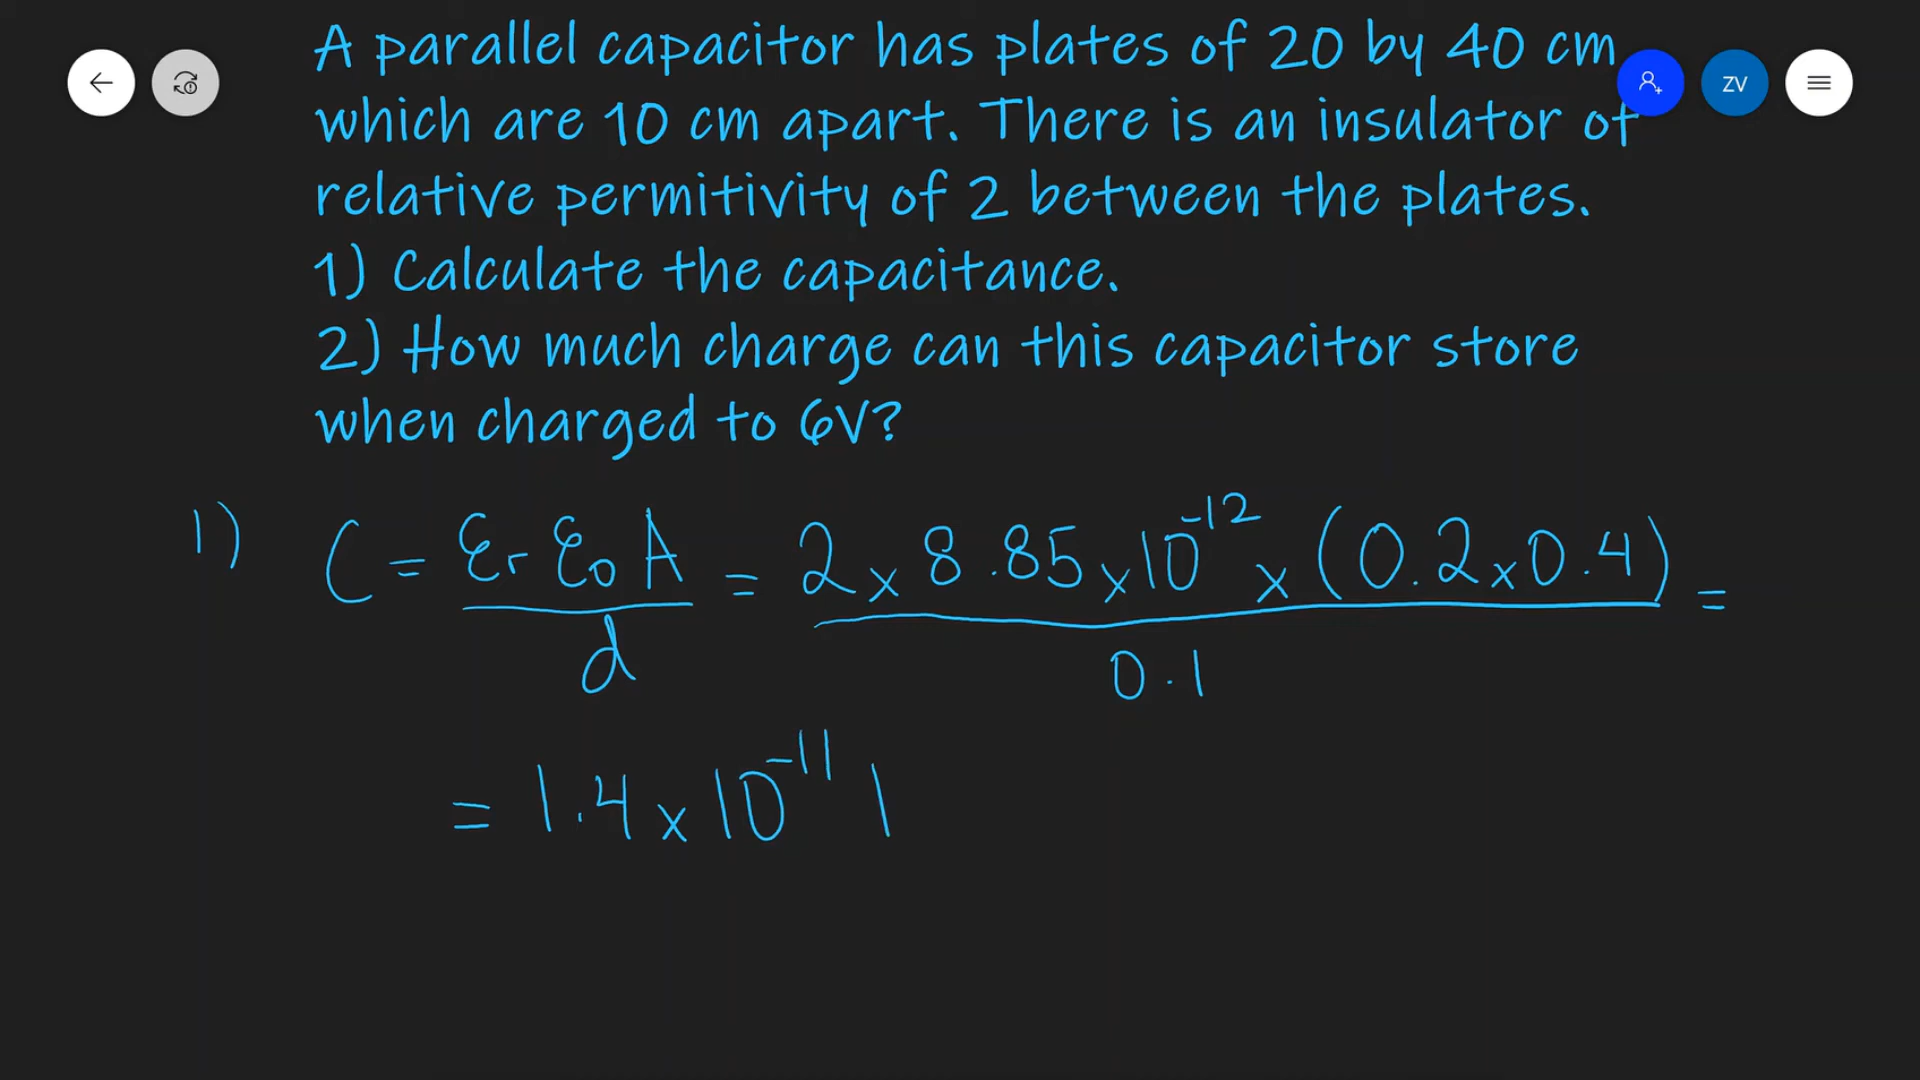 A parallel capacitor has plates of 20 by 40 cm
which are 10 cm apart. There is an insulator of
relative permitivity of 2 between the plates.
1) Calculate the capacitance.
2) How much charge can this capacitor store
when charged to 6V?
ZV
1) C = εr ε0 A / d = 2 x 8.85 x 10^-12 x (0.2 x 0.4) / 0.1 =
= 1.4 x 10^-11 |